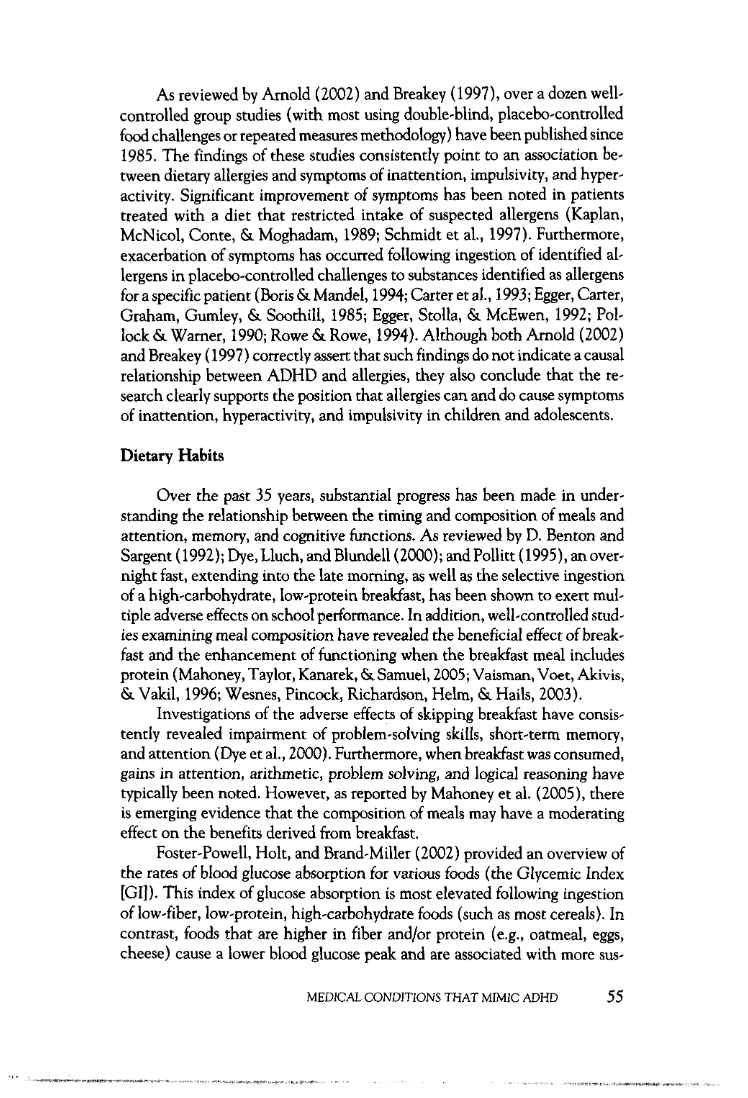 As reviewed by Arnold (2002) and Breakey (1997), over a dozen well-
controlled group studies (with most using double-blind, placebo-controlled
food challenges or repeated measures methodology) have been published since
1985. The findings of these studies consistently point to an association be-
tween dietary allergies and symptoms of inattention, impulsivity, and hyper-
activity. Significant improvement of symptoms has been noted in patients
treated with a diet that restricted intake of suspected allergens (Kaplan,
McNicol, Conte, & Moghadam, 1989; Schmidt et al., 1997). Furthermore,
exacerbation of symptoms has occurred following ingestion of identified al-
lergens in placebo-controlled challenges to substances identified as allergens
for a specific patient (Boris & Mandel, 1994; Carter et al., 1993; Egger, Carter,
Graham, Gumley, & Soothill, 1985; Egger, Stolla, & McEwen, 1992; Pol-
lock & Warner, 1990; Rowe & Rowe, 1994). Although both Arnold (2002)
and Breakey (1997) correctly assert that such findings do not indicate a causal
relationship between ADHD and allergies, they also conclude that the re-
search clearly supports the position that allergies can and do cause symptoms
of inattention, hyperactivity, and impulsivity in children and adolescents.
Dietary Habits
Over the past 35 years, substantial progress has been made in under-
standing the relationship between the timing and composition of meals and
attention, memory, and cognitive functions. As reviewed by D. Benton and
Sargent (1992); Dye, Lluch, and Blundell (2000); and Pollitt (1995), an over-
night fast, extending into the late morning, as well as the selective ingestion
of a high-carbohydrate, low-protein breakfast, has been shown to exert mul-
tiple adverse effects on school performance. In addition, well-controlled stud-
ies examining meal composition have revealed the beneficial effect of break-
fast and the enhancement of functioning when the breakfast meal includes
protein (Mahoney, Taylor, Kanarek, & Samuel, 2005; Vaisman, Voet, Akivis,
& Vakil, 1996; Wesnes, Pincock, Richardson, Helm, & Hails, 2003).
Investigations of the adverse effects of skipping breakfast have consis-
tently revealed impairment of problem-solving skills, short-term memory,
and attention (Dye et al., 2000). Furthermore, when breakfast was consumed,
gains in attention, arithmetic, problem solving, and logical reasoning have
typically been noted. However, as reported by Mahoney et al. (2005), there
is emerging evidence that the composition of meals may have a moderating
effect on the benefits derived from breakfast.
Foster-Powell, Holt, and Brand-Miller (2002) provided an overview of
the rates of blood glucose absorption for various foods (the Glycemic Index
[GI]). This index of glucose absorption is most elevated following ingestion
of low-fiber, low-protein, high-carbohydrate foods (such as most cereals). In
contrast, foods that are higher in fiber and/or protein (e.g., oatmeal, eggs,
cheese) cause a lower blood glucose peak and are associated with more sus-
MEDICAL CONDITIONS THAT MIMIC ADHD 55